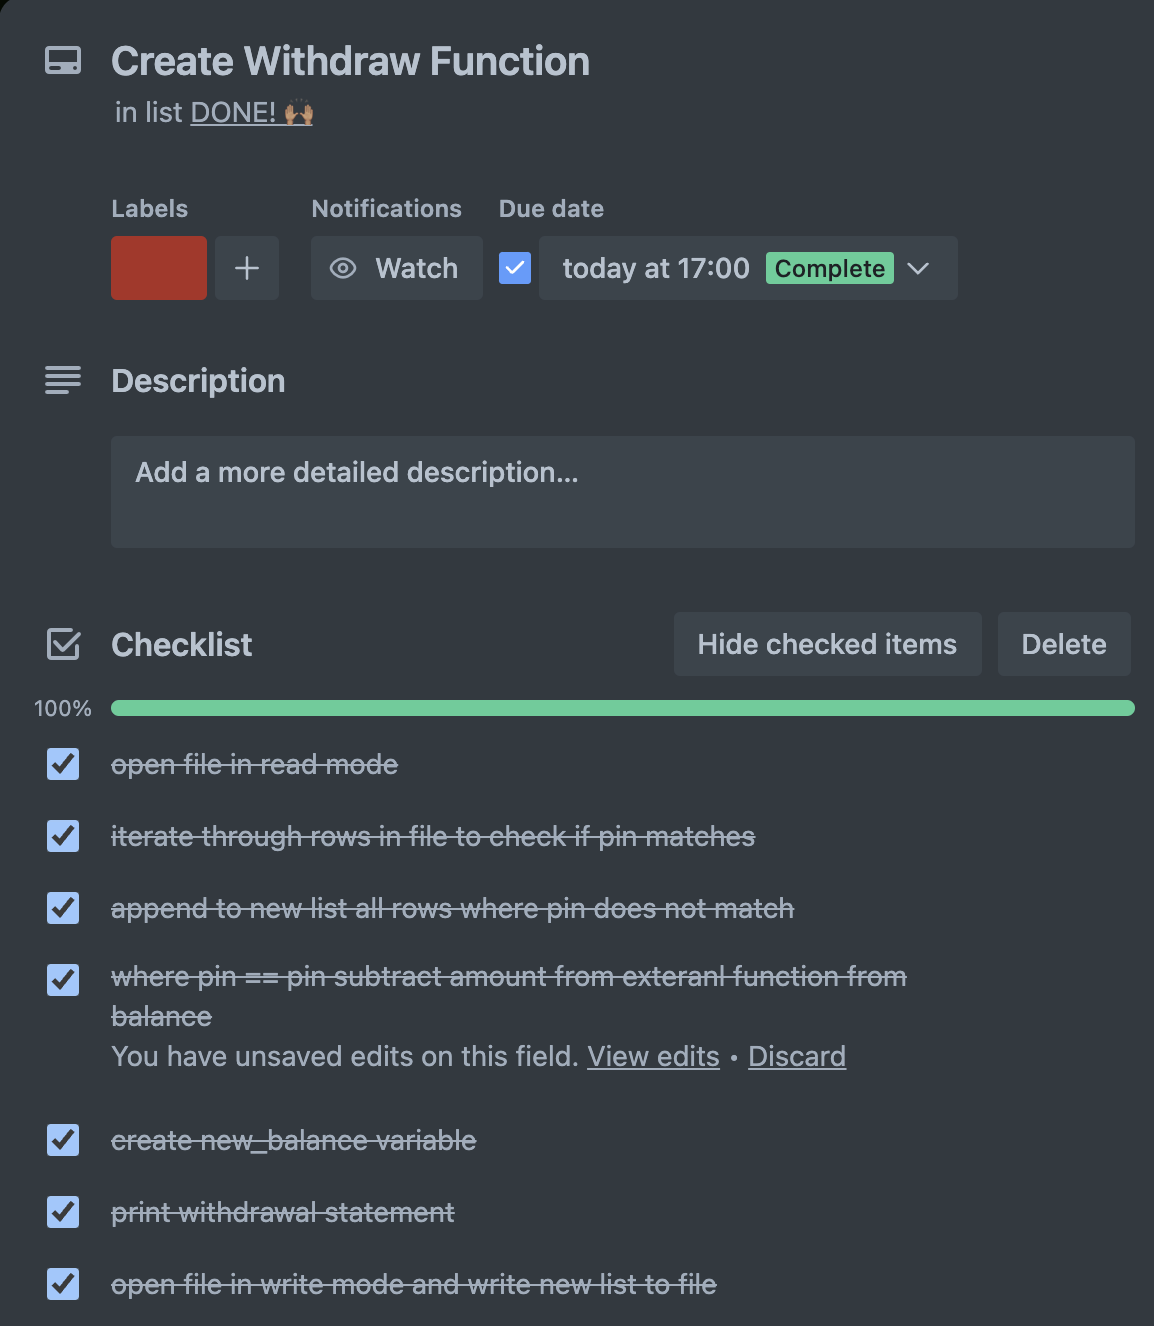 Create Withdraw Function
in list DONE! 🙌🏽
Labels
Notifications
Due date
Watch
today at 17:00 Complete
Description
Add a more detailed description...
Checklist
Hide checked items
Delete
100%
open file in read mode
iterate through rows in file to check if pin matches
append to new list all rows where pin does not match
where pin == pin subtract amount from exteranl function from
balance
You have unsaved edits on this field. View edits • Discard
create new_balance variable
print withdrawal statement
open file in write mode and write new list to file